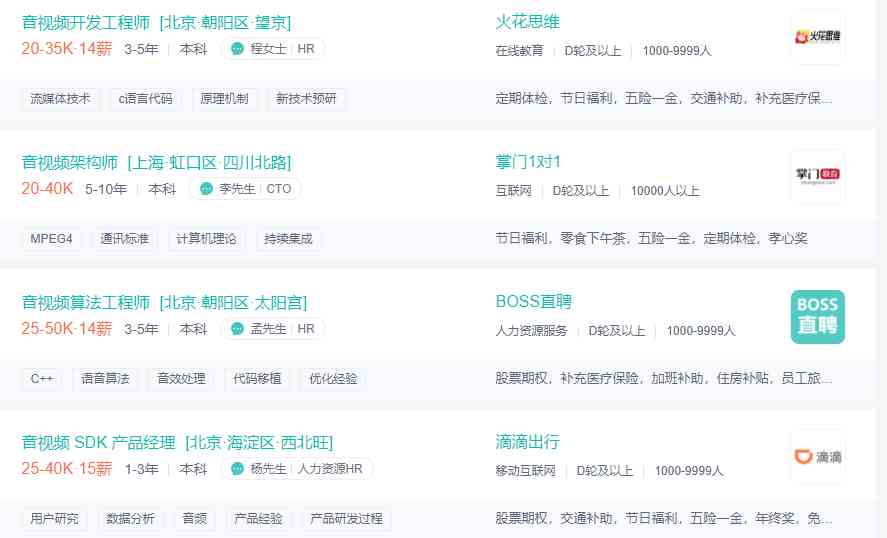 音视频开发工程师 [北京·朝阳区·望京]
火花思维
20-35K·14薪 3-5年 本科 程女士 HR
在线教育 D轮及以上 1000-9999人
火花思维
流媒体技术 c语言代码 原理机制 新技术预研
定期体检，节日福利，五险一金，交通补助，补充医疗保...
音视频架构师 [上海·虹口区·四川北路]
掌门1对1
20-40K 5-10年 本科 李先生 CTO
互联网 D轮及以上 10000人以上
掌门 教育
MPEG4 通讯标准 计算机理论 持续集成
节日福利，零食下午茶，五险一金，定期体检，孝心奖
音视频算法工程师 [北京·朝阳区·太阳宫]
BOSS直聘
25-50K·14薪 3-5年 本科 孟先生 HR
人力资源服务 D轮及以上 1000-9999人
BOSS
直聘
C++ 语音算法 音效处理 代码移植 优化经验
股票期权，补充医疗保险，加班补助，住房补贴，员工旅...
音视频 SDK 产品经理 [北京·海淀区·西北旺]
滴滴出行
25-40K·15薪 1-3年 本科 杨先生 人力资源HR
移动互联网 D轮及以上 1000-9999人
滴滴
用户研究 数据分析 音频 产品经验 产品研发过程
股票期权，交通补助，节日福利，五险一金，年终奖，免...